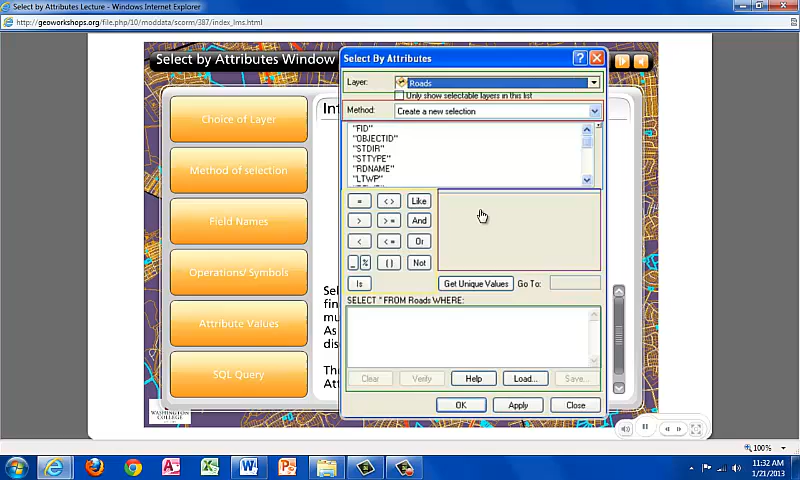 Select by Attributes Lecture - Windows Internet Explorer
http://geoworkshops.org/file.php/10/moddata/scorm/387/index_lms.html
Select by Attributes Window
Choice of Layer
Method of selection
Field Names
Operations/ Symbols
Attribute Values
SQL Query
WASHINGTON
COLLEGE
Select By Attributes
Layer:
Roads
Only show selectable layers in this list
Method:
Create a new selection
"FID"
"OBJECTID"
"STDIR"
"STTYPE"
"RDNAME"
"LTWP"
= < > Like
> > = And
< < = Or
_ % ( ) Not
Is
Get Unique Values
Go To:
SELECT * FROM Roads WHERE:
Clear
Verify
Help
Load...
Save...
OK
Apply
Close
100%
11:32 AM
1/21/2013